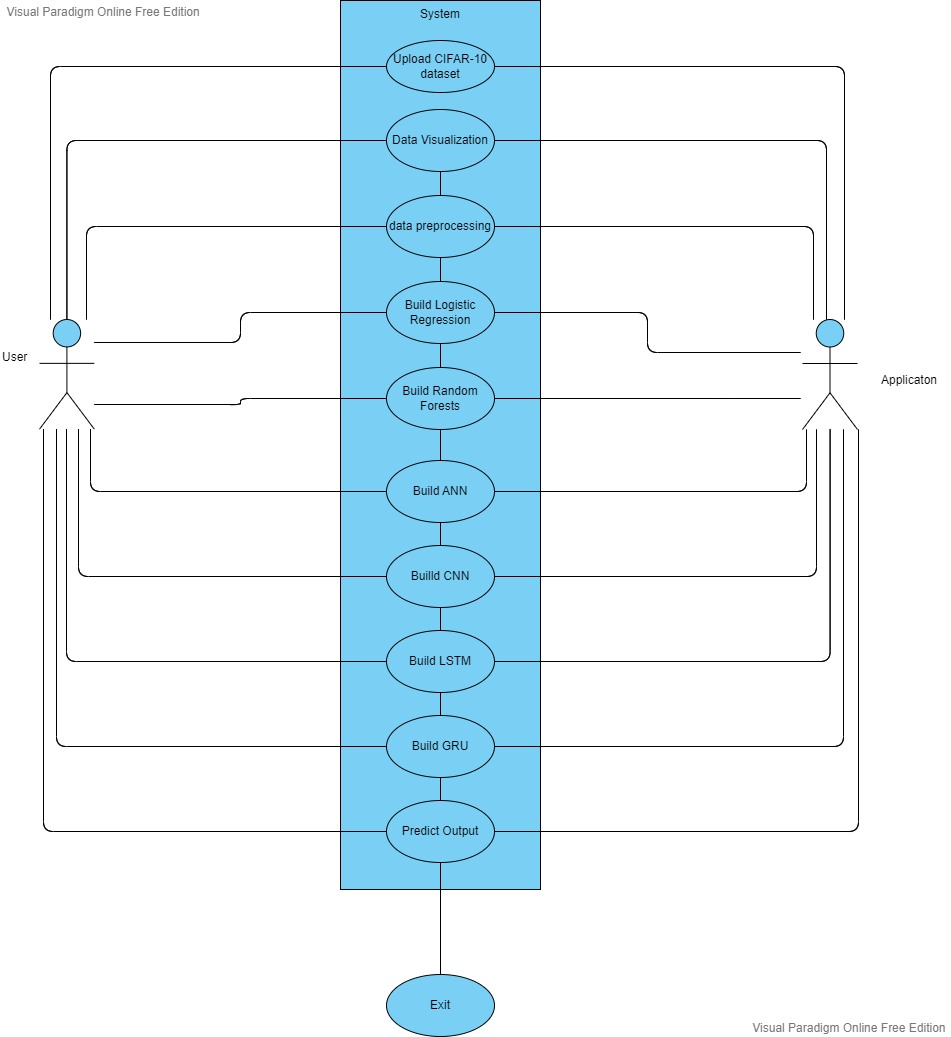 Visual Paradigm Online Free Edition
System
Upload CIFAR-10
dataset
Data Visualization
data preprocessing
Build Logistic
Regression
User
Applicaton
Build Random
Forests
Build ANN
Builld CNN
Build LSTM
Build GRU
Predict Output
Exit
Visual Paradigm Online Free Edition